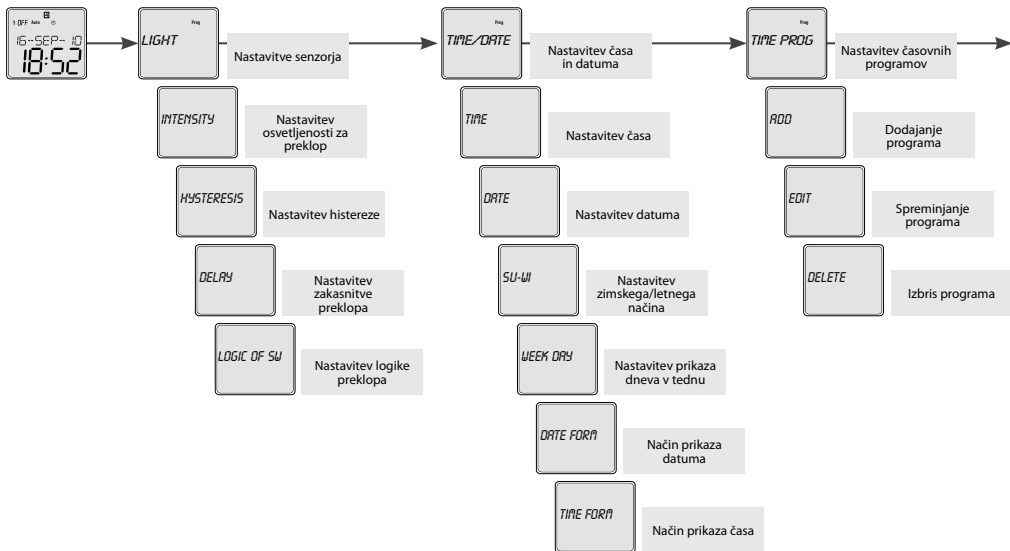 1 OFF Auto
16-SEP-10
18:52
Prog
LIGHT
Nastavitve senzorja
INTENSITY
Nastavitev
osvetljenosti za
preklop
HYSTERESIS
Nastavitev histereze
DELAY
Nastavitev
zakasnitve
preklopa
LOGIC OF SW
Nastavitev logike
preklopa
Prog
TIME/DATE
Nastavitev časa
in datuma
TIME
Nastavitev časa
DATE
Nastavitev datuma
SU-WI
Nastavitev
zimskega/letnega
načina
WEEK DAY
Nastavitev prikaza
dneva v tednu
DATE FORM
Način prikaza
datuma
TIME FORM
Način prikaza časa
Prog
TIME PROG
Nastavitev časovnih
programov
ADD
Dodajanje
programa
EDIT
Spreminjanje
programa
DELETE
Izbris programa